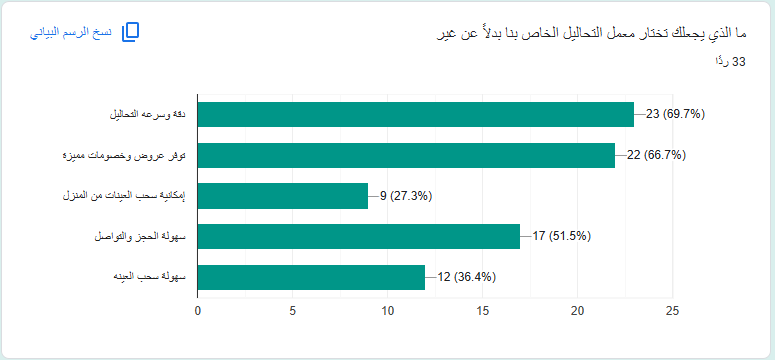 نسخ الرسم البياني
ما الذي يجعلك تختار معمل التحاليل الخاص بنا بدلاً عن غير
33 ردًا
دقة وسرعه التحاليل
23 (69.7%)
توفر عروض وخصومات مميزة
22 (66.7%)
إمكانية سحب العينات من المنزل
9 (27.3%)
سهولة الحجز والتواصل
17 (51.5%)
سهولة سحب العينه
12 (36.4%)
0 5 10 15 20 25